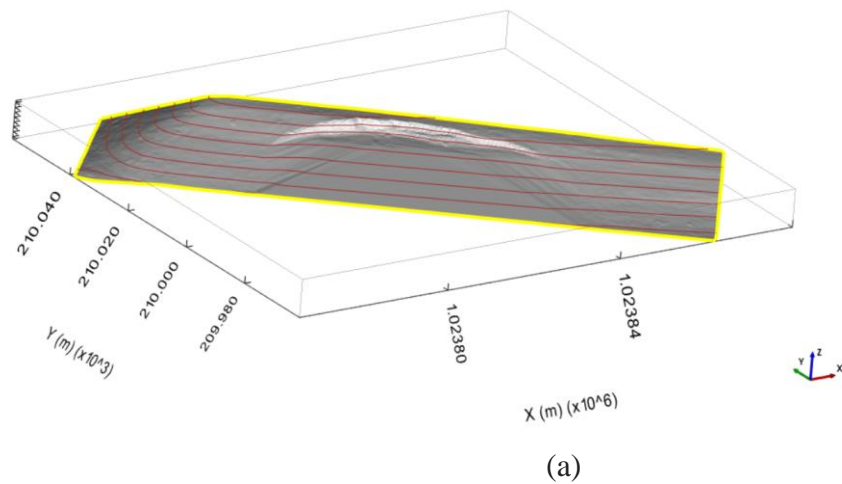 210.040
210.020
210.000
209.980
Y (m) (x10^3)
1.02380
1.02384
X (m) (x10^6)
Z
Y
X
(a)